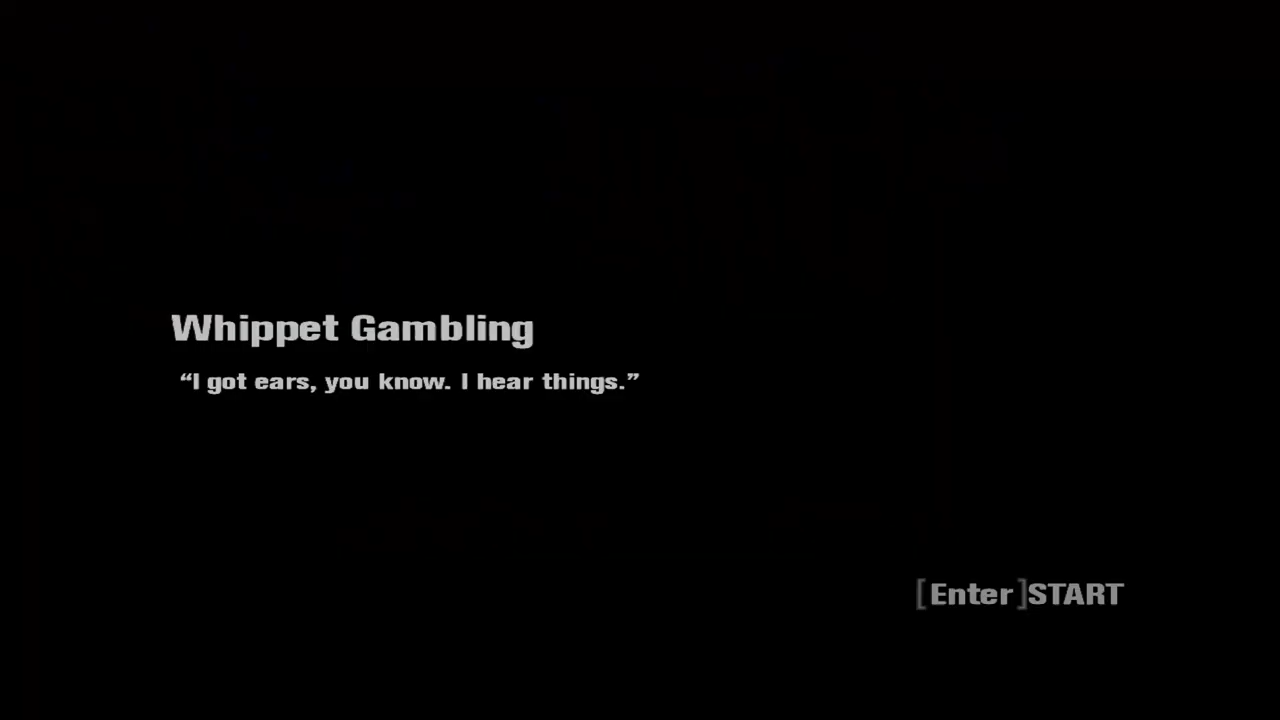 Whippet Gambling
“I got ears, you know. I hear things.”
[Enter]START